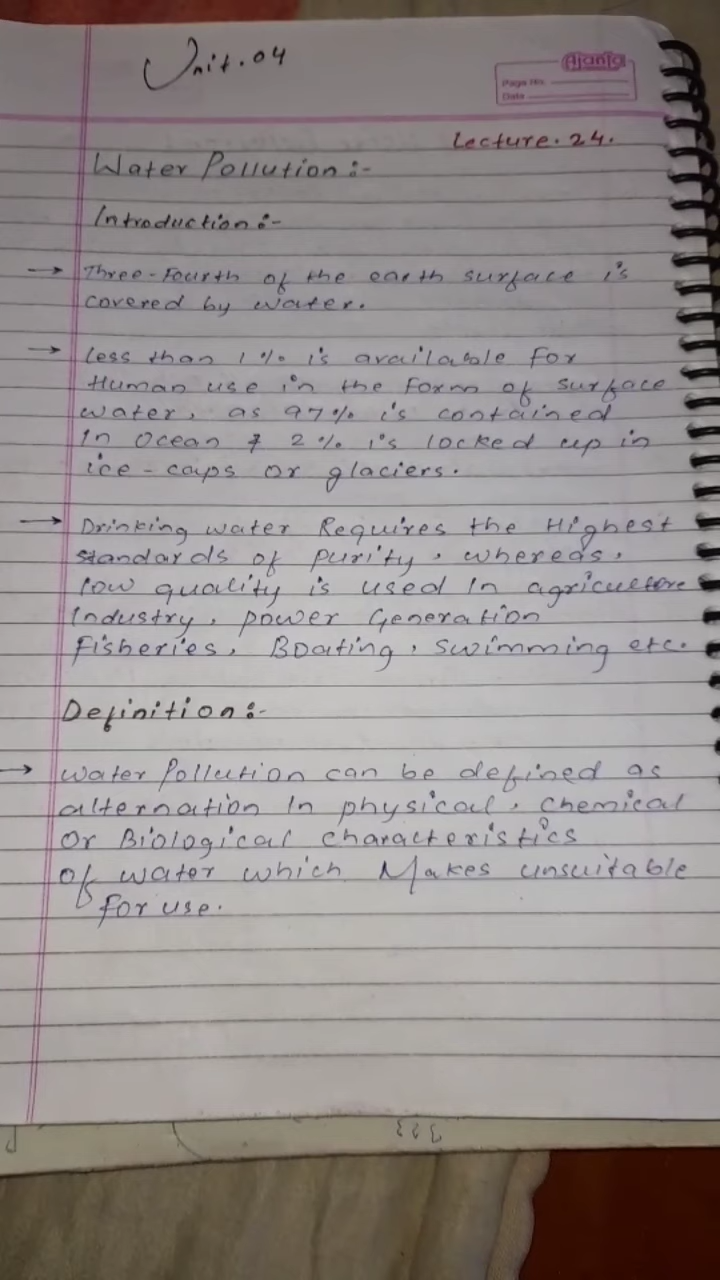 Unit. 04
Ajanta
Page No.
Date
Lecture. 24.
Water Pollution :-
Introduction :-
→ Three-Fourth of the earth surface is
covered by water.
→ Less than 1% is available for
Human use in the form of surface
water, as 97% is contained
In Ocean & 2% is locked up in
ice-caps or glaciers.
→ Drinking water Requires the Highest
standards of purity, whereas,
low quality is used in agriculture
Industry, power Generation
Fisheries, Boating, swimming etc.
Definition :-
→ Water Pollution can be defined as
alternation In physical, chemical
Or Biological characteristics
Of water which Makes unsuitable
for use.
323